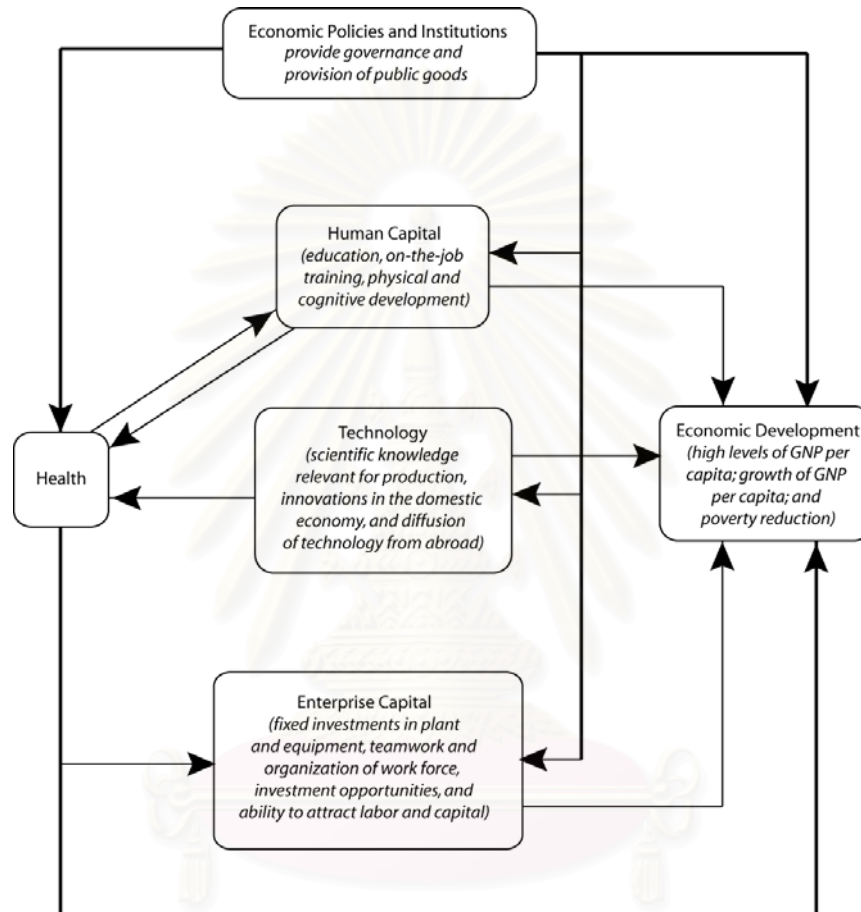 Economic Policies and Institutions
provide governance and
provision of public goods
Human Capital
(education, on-the-job
training, physical and
cognitive development)
Technology
(scientific knowledge
relevant for production,
innovations in the domestic
economy, and diffusion
of technology from abroad)
Health
Economic Development
(high levels of GNP per
capita; growth of GNP
per capita; and
poverty reduction)
Enterprise Capital
(fixed investments in plant
and equipment, teamwork and
organization of work force,
investment opportunities, and
ability to attract labor and capital)